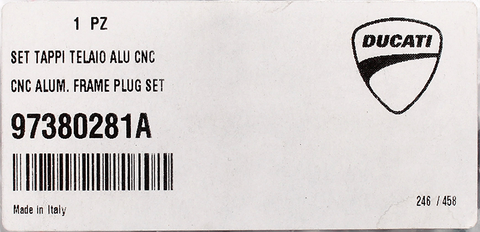 1 PZ
DUCATI
SET TAPPI TELAIO ALU CNC
CNC ALUM. FRAME PLUG SET
97380281A
Made in Italy
246 / 458